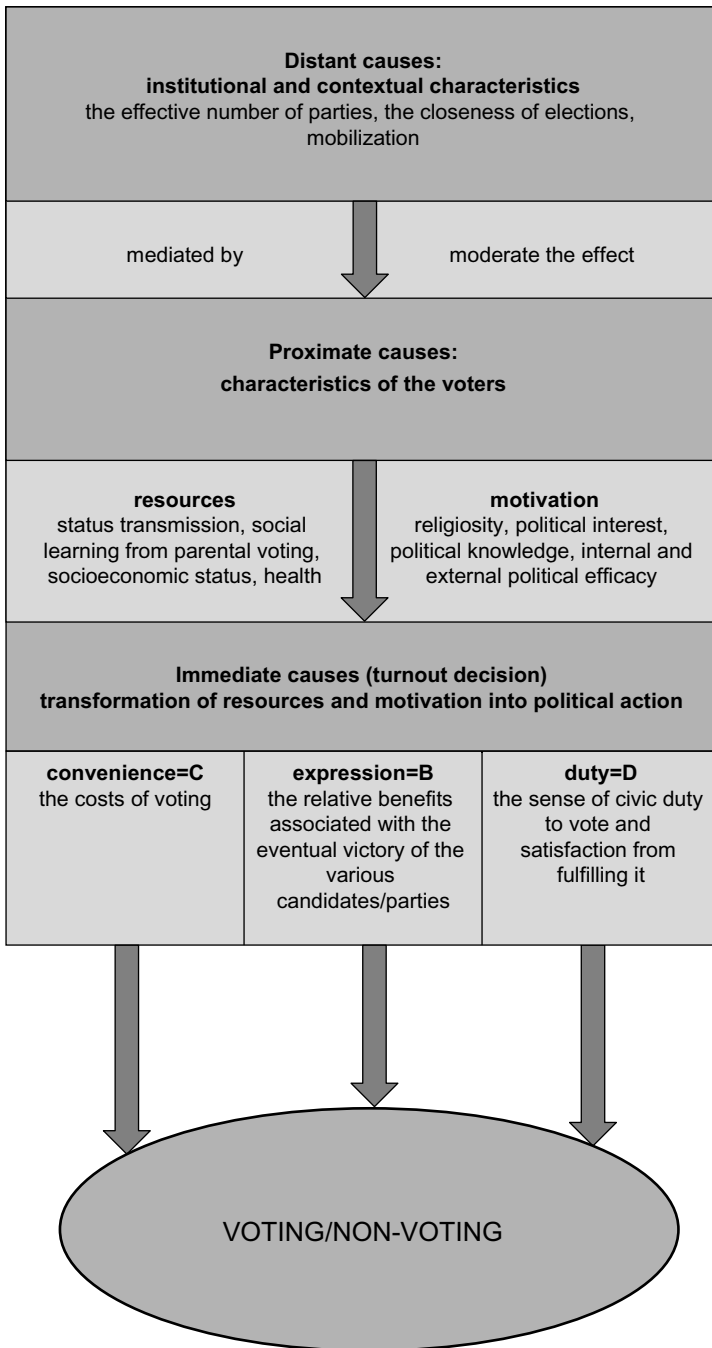 Distant causes:
institutional and contextual characteristics
the effective number of parties, the closeness of elections,
mobilization
mediated by
moderate the effect
Proximate causes:
characteristics of the voters
resources
status transmission, social
learning from parental voting,
socioeconomic status, health
motivation
religiosity, political interest,
political knowledge, internal and
external political efficacy
Immediate causes (turnout decision)
transformation of resources and motivation into political action
convenience=C
the costs of voting
expression=B
the relative benefits
associated with the
eventual victory of the
various
candidates/parties
duty=D
the sense of civic duty
to vote and
satisfaction from
fulfilling it
VOTING/NON-VOTING